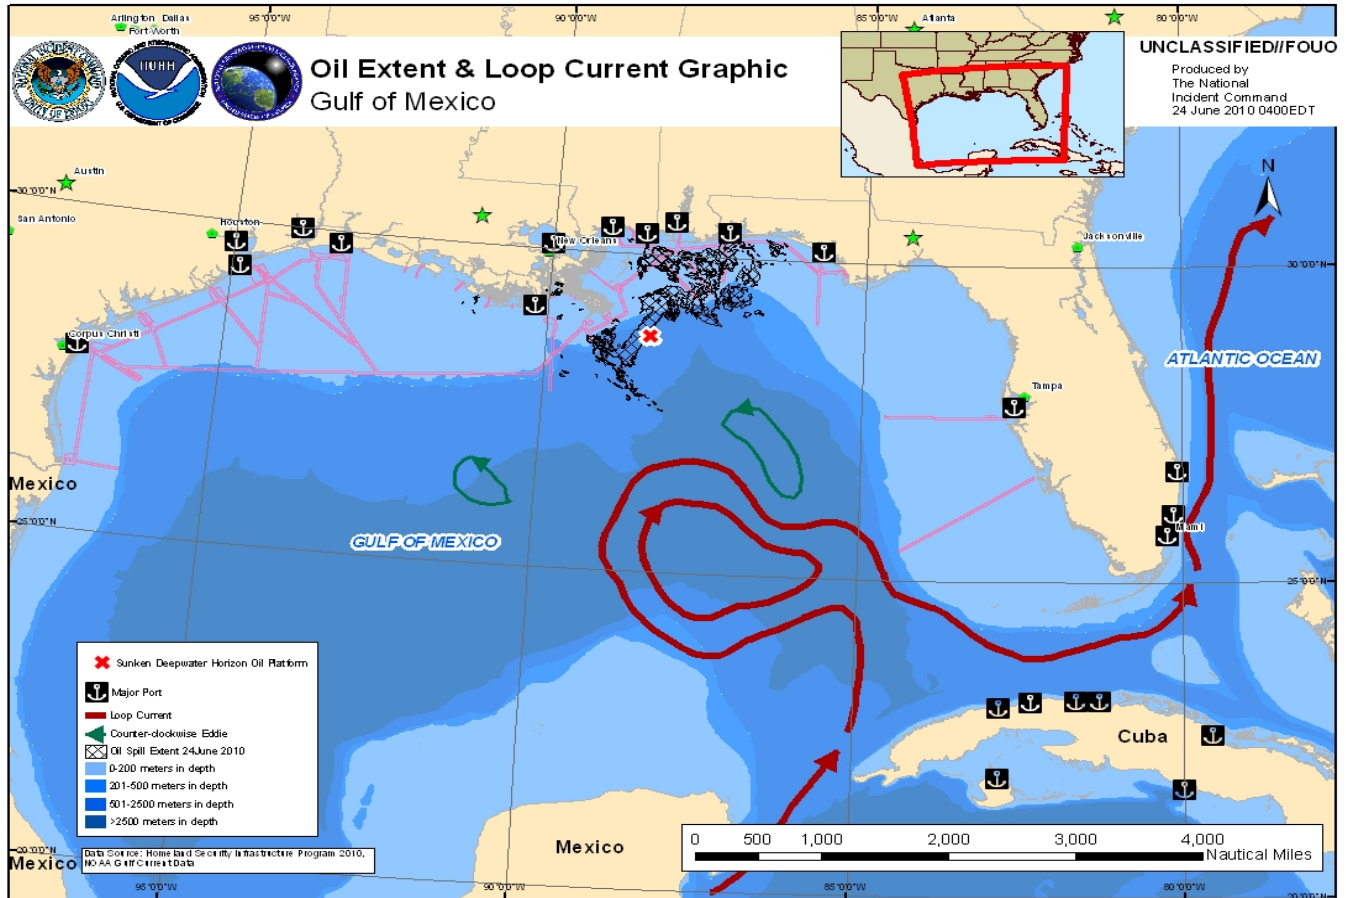 95°0'0"W
90°0'0"W
85°0'0"W
80°0'0"W
Arlington Dallas
Fort Worth
Atlanta
NOAA
Oil Extent & Loop Current Graphic
Gulf of Mexico
UNCLASSIFIED//FOUO
Produced by
The National
Incident Command
24 June 2010 0400EDT
N
Austin
30°0'0"N
San Antonio
Houston
New Orleans
Jacksonville
30°0'0"N
Corpus Christi
ATLANTIC OCEAN
Tampa
Mexico
25°0'0"N
GULF OF MEXICO
Miami
25°0'0"N
Sunken Deepwater Horizon Oil Platform
Major Port
Loop Current
Counter-clockwise Eddie
Oil Spill Extent 24June 2010
0-200 meters in depth
201-500 meters in depth
501-2500 meters in depth
>2500 meters in depth
Cuba
0 500 1,000 2,000 3,000 4,000
Nautical Miles
Mexico
20°0'0"N
Mexico
Data Source: Homeland Security Infrastructure Program 2010,
NOAA Gulf Current Data
95°0'0"W
90°0'0"W
85°0'0"W
80°0'0"W
20°0'0"N